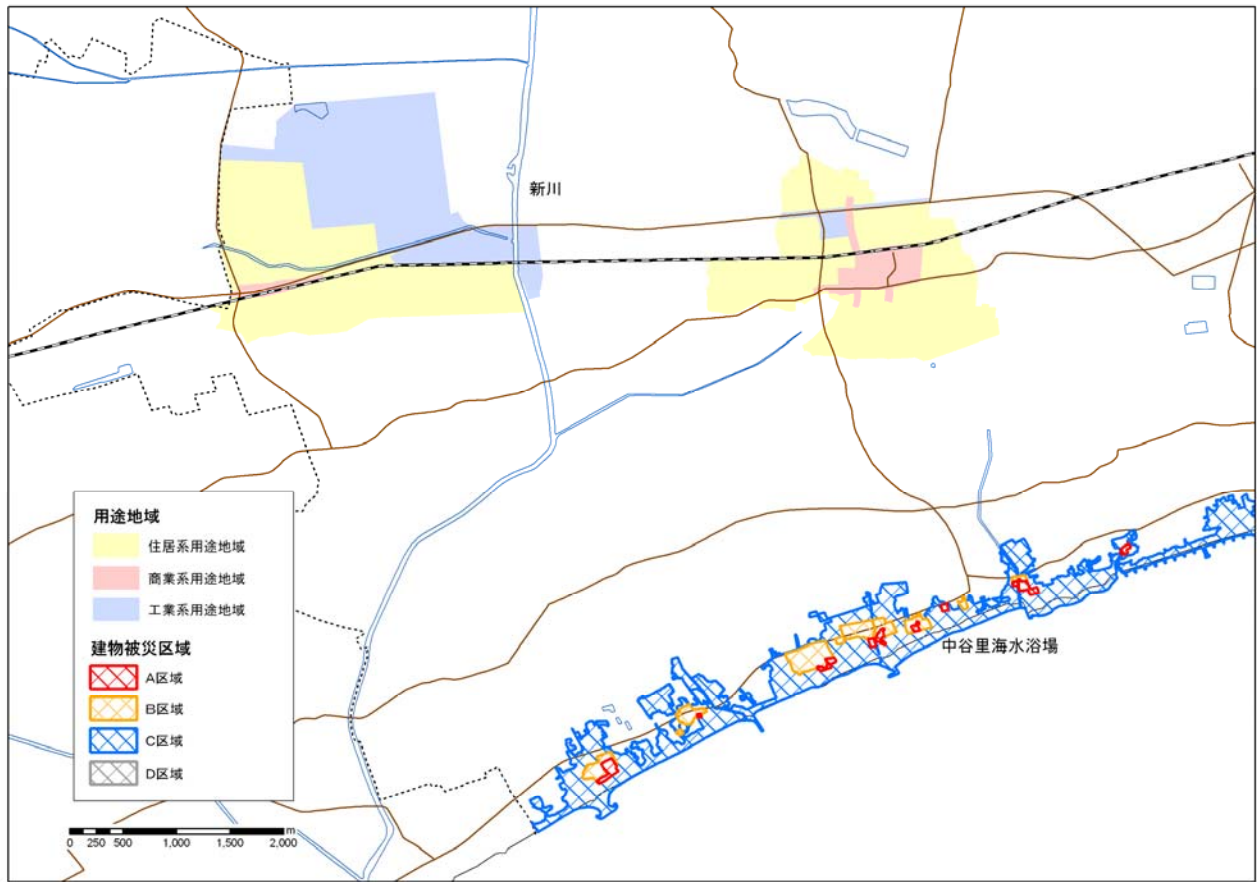 新川
中谷里海水浴場
用途地域
住居系用途地域
商業系用途地域
工業系用途地域
建物被災区域
A区域
B区域
C区域
D区域
m
0 250 500 1,000 1,500 2,000